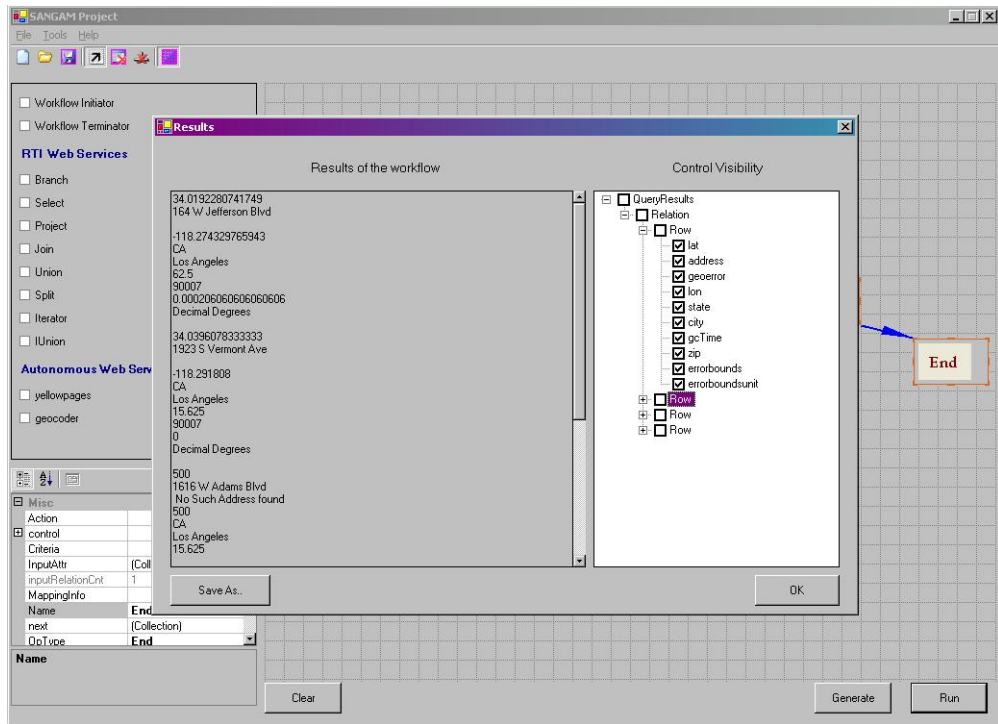 SANGAM Project
File Tools Help
Workflow Initiator
Workflow Terminator
RTI Web Services
Branch
Select
Project
Join
Union
Split
Iterator
IUnion
Autonomous Web Serv
yellowpages
geocoder
Misc
Action
control
Criteria
InputAttr (Coll
inputRelationCnt 1
MappingInfo
Name End
next (Collection)
OpType End
Name
Results
Results of the workflow
34.0192280741749
164 W Jefferson Blvd
-118.274329765943
CA
Los Angeles
62.5
90007
0.000206060606060606
Decimal Degrees
34.0396078333333
1923 S Vermont Ave
-118.291808
CA
Los Angeles
15.625
90007
0
Decimal Degrees
500
1616 W Adams Blvd
No Such Address found
500
CA
Los Angeles
15.625
Save As..
Control Visibility
QueryResults
Relation
Row
lat
address
geoerror
lon
state
city
gcTime
zip
errorbounds
errorboundsunit
Row
Row
Row
OK
End
Clear
Generate
Run